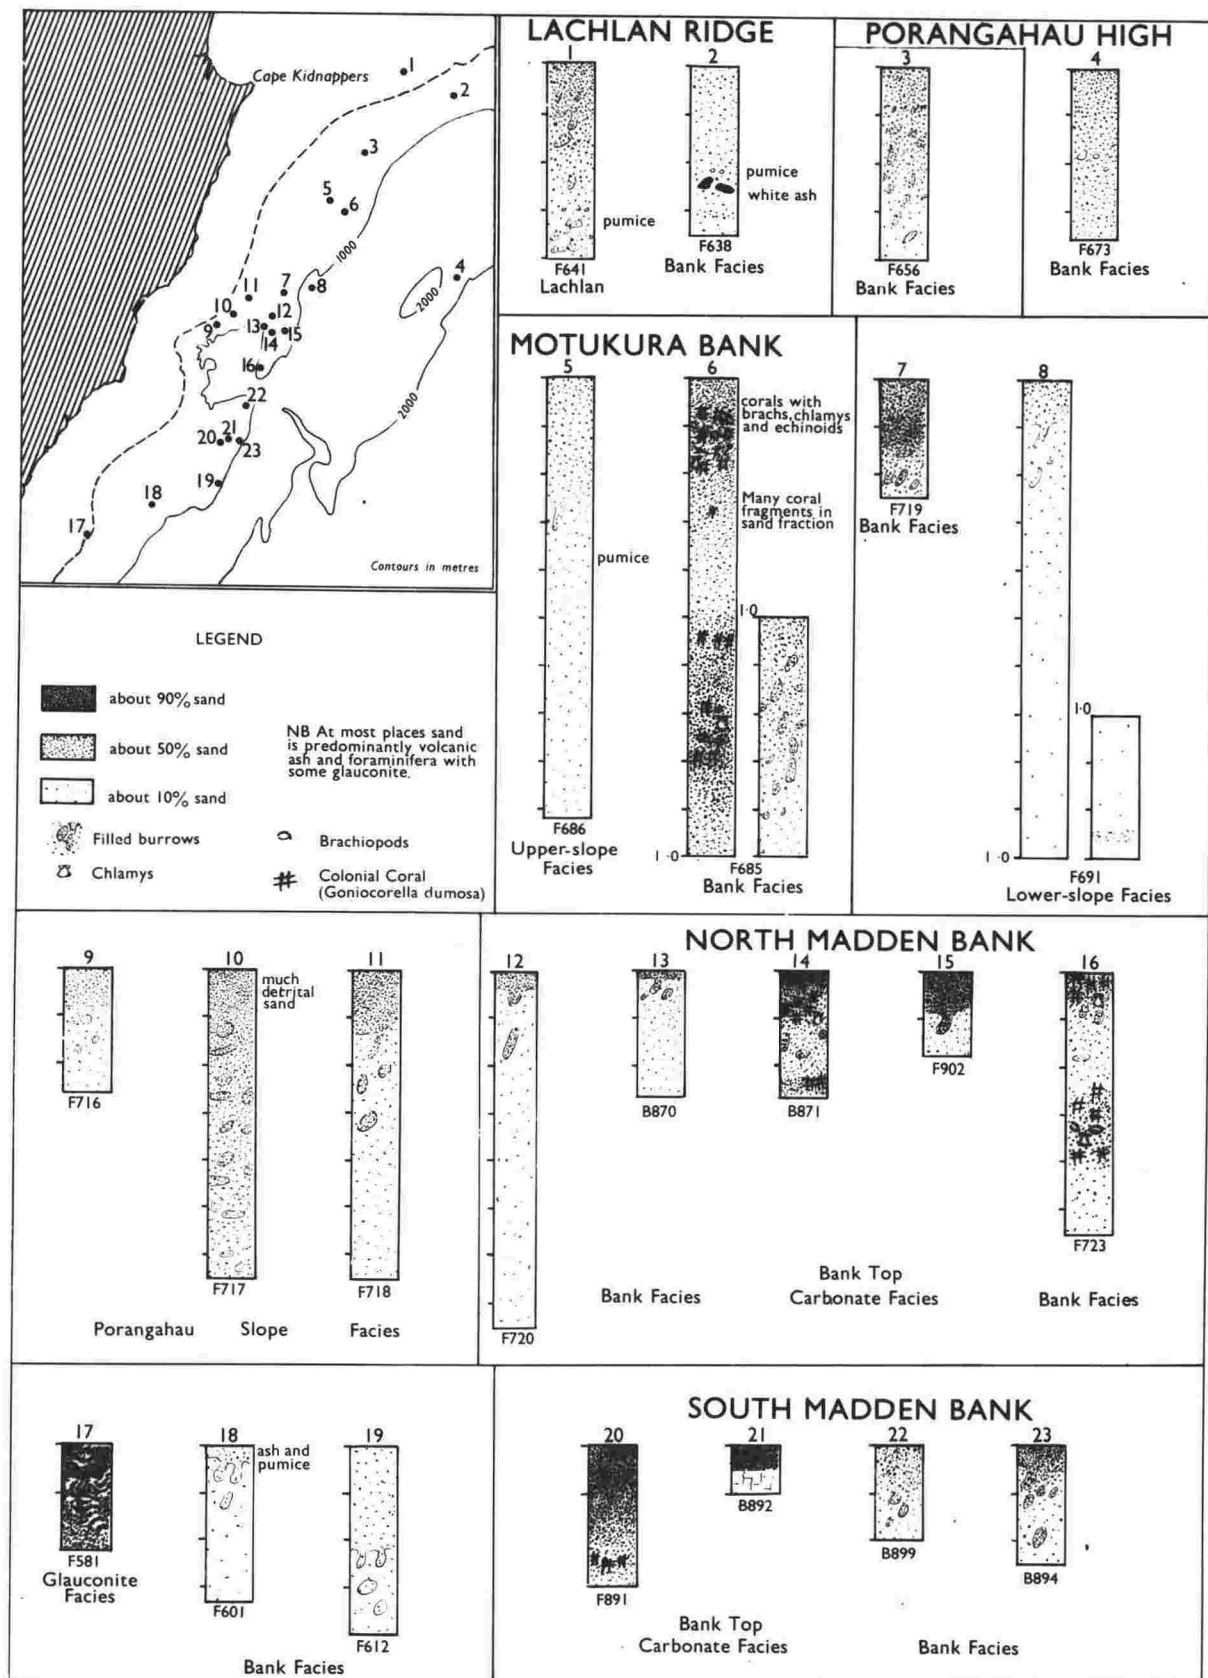 Cape Kidnappers
1
2
3
5
6
1000
4
2000
11
7
8
10
12
9
13
14
15
16
2000
22
20
21
23
19
18
17
Contours in metres
LEGEND
about 90% sand
about 50% sand
about 10% sand
NB At most places sand
is predominantly volcanic
ash and foraminifera with
some glauconite.
Filled burrows
Brachiopods
Chlamys
Colonial Coral
(Goniocorella dumosa)
LACHLAN RIDGE
1
2
pumice
pumice
white ash
F641
Lachlan
F638
Bank Facies
PORANGAHAU HIGH
3
4
F656
Bank Facies
F673
Bank Facies
MOTUKURA BANK
5
6
corals with
brachs,chlamys
and echinoids
Many coral
fragments in
sand fraction
pumice
1·0
F686
Upper-slope
Facies
1·0
F685
Bank Facies
7
8
F719
Bank Facies
1·0
1·0
F691
Lower-slope Facies
9
10
11
much
detrital
sand
F716
F717
F718
Porangahau Slope Facies
NORTH MADDEN BANK
12
13
14
15
16
B870
B871
F902
F723
F720
Bank Facies
Bank Top
Carbonate Facies
Bank Facies
17
18
19
ash and
pumice
F581
Glauconite
Facies
F601
F612
Bank Facies
SOUTH MADDEN BANK
20
21
22
23
F891
B892
B899
B894
Bank Top
Carbonate Facies
Bank Facies